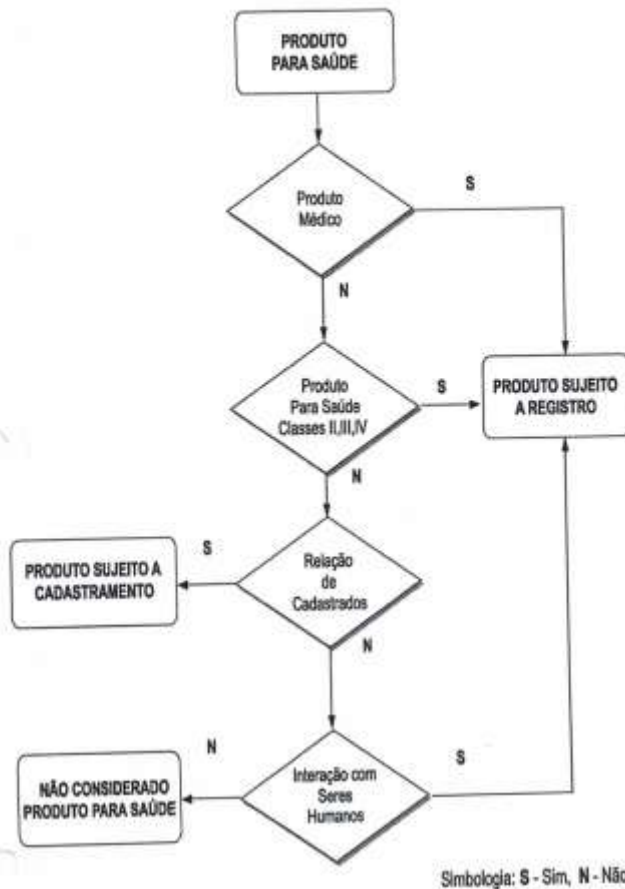 PRODUTO
PARA SAÚDE
S
Produto
Médico
N
Produto
Para Saúde
Classes II,III,IV
S
PRODUTO SUJEITO
A REGISTRO
N
S
PRODUTO SUJEITO A
CADASTRAMENTO
Relação
de
Cadastrados
N
N
NÃO CONSIDERADO
PRODUTO PARA SAÚDE
Interação com
Seres
Humanos
S
Simbologia: S - Sim, N - Não